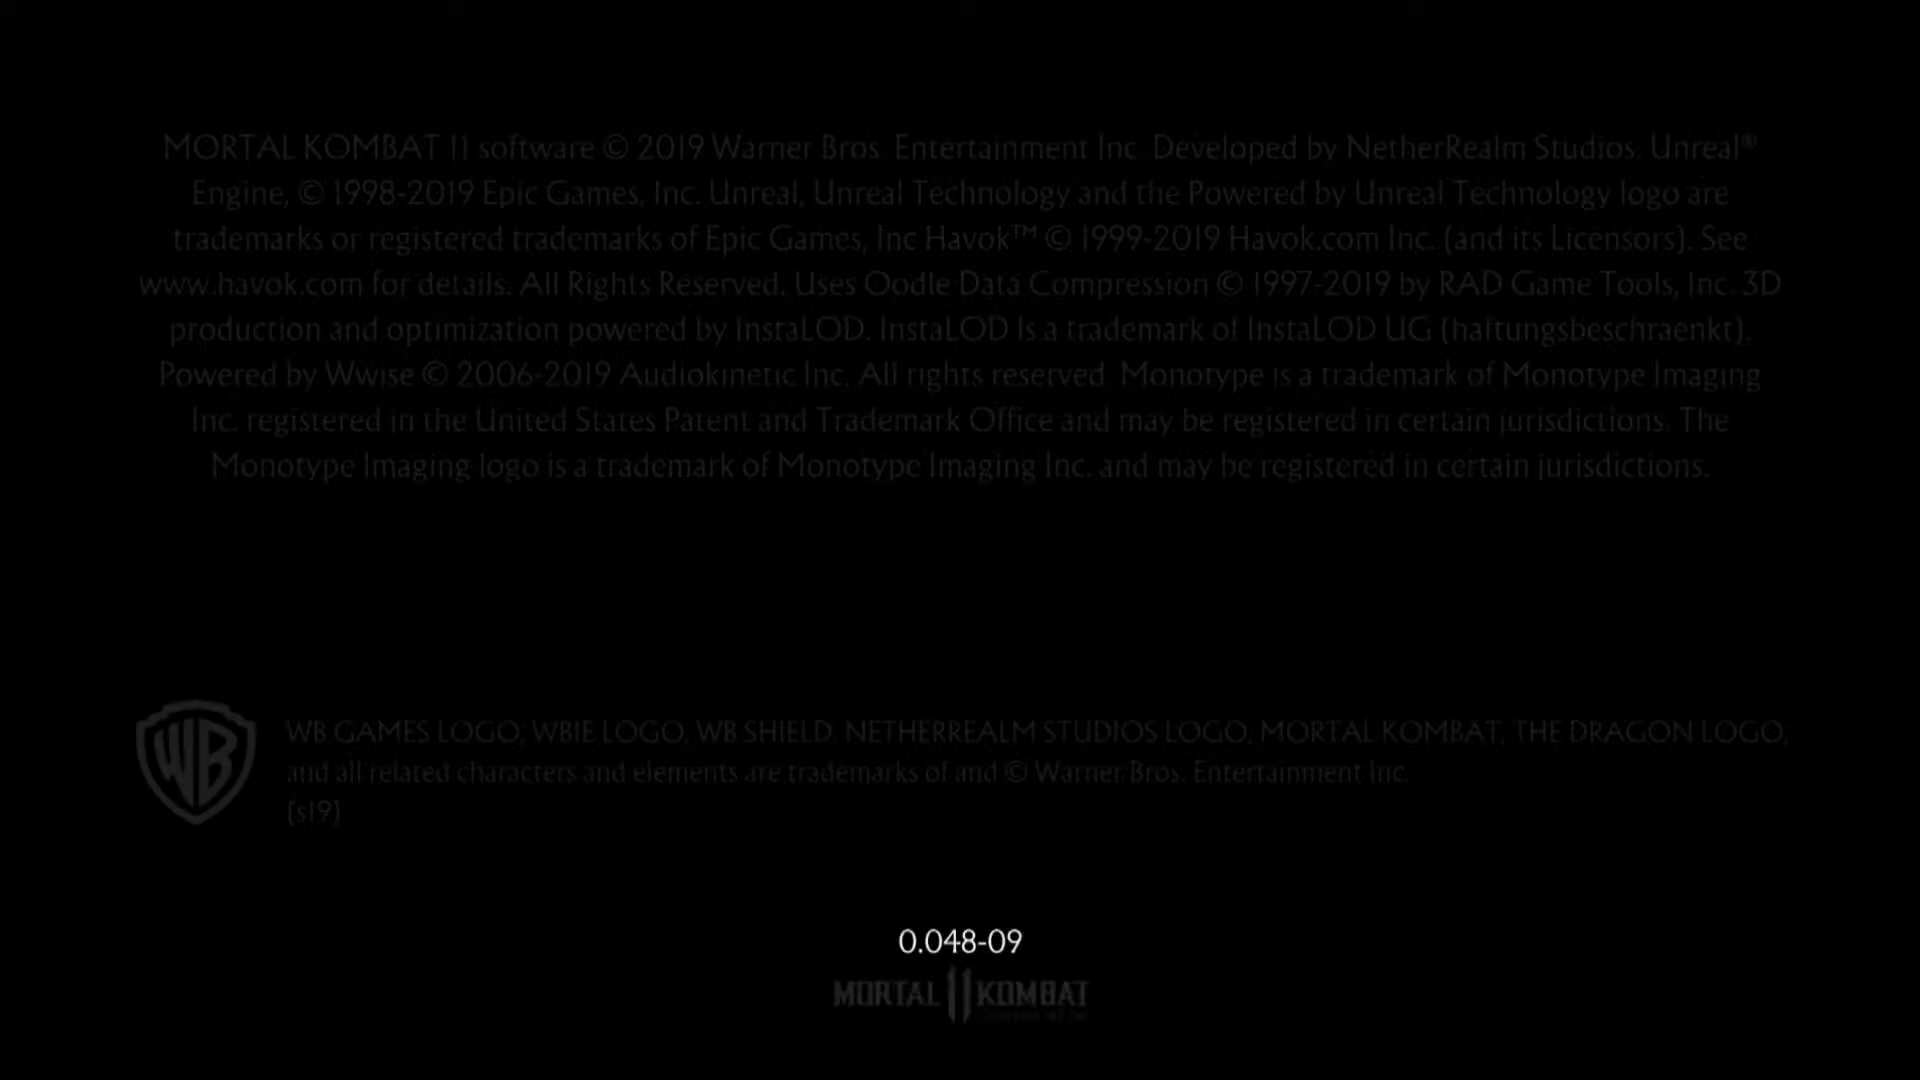 MORTAL KOMBAT 11 software © 2019 Warner Bros. Entertainment Inc. Developed by NetherRealm Studios. Unreal®
Engine, © 1998-2019 Epic Games, Inc. Unreal, Unreal Technology and the Powered by Unreal Technology logo are
trademarks or registered trademarks of Epic Games, Inc Havok™ © 1999-2019 Havok.com Inc. (and its Licensors). See
www.havok.com for details. All Rights Reserved. Uses Oodle Data Compression © 1997-2019 by RAD Game Tools, Inc. 3D
production and optimization powered by InstaLOD. InstaLOD Is a trademark of InstaLOD UG (haftungsbeschraenkt).
Powered by Wwise © 2006-2019 Audiokinetic Inc. All rights reserved. Monotype is a trademark of Monotype Imaging
Inc. registered in the United States Patent and Trademark Office and may be registered in certain jurisdictions. The
Monotype Imaging logo is a trademark of Monotype Imaging Inc. and may be registered in certain jurisdictions.
WB
WB GAMES LOGO, WBIE LOGO, WB SHIELD, NETHERREALM STUDIOS LOGO, MORTAL KOMBAT, THE DRAGON LOGO,
and all related characters and elements are trademarks of and © Warner Bros. Entertainment Inc.
(s19)
0.048-09
MORTAL 11 KOMBAT